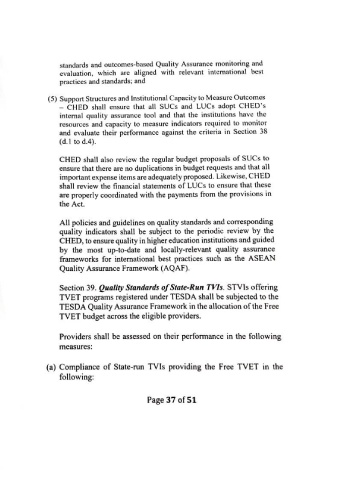 standards and outcomes-based Quality Assurance monitoring and
evaluation, which are aligned with relevant international best
practices and standards; and
(5) Support Structures and Institutional Capacity to Measure Outcomes
– CHED shall ensure that all SUCs and LUCs adopt CHED's
internal quality assurance tool and that the institutions have the
resources and capacity to measure indicators required to monitor
and evaluate their performance against the criteria in Section 38
(d.1 to d.4).
CHED shall also review the regular budget proposals of SUCs to
ensure that there are no duplications in budget requests and that all
important expense items are adequately proposed. Likewise, CHED
shall review the financial statements of LUCs to ensure that these
are properly coordinated with the payments from the provisions in
the Act.
All policies and guidelines on quality standards and corresponding
quality indicators shall be subject to the periodic review by the
CHED, to ensure quality in higher education institutions and guided
by the most up-to-date and locally-relevant quality assurance
frameworks for international best practices such as the ASEAN
Quality Assurance Framework (AQAF).
Section 39. Quality Standards of State-Run TVIs. STVIs offering
TVET programs registered under TESDA shall be subjected to the
TESDA Quality Assurance Framework in the allocation of the Free
TVET budget across the eligible providers.
Providers shall be assessed on their performance in the following
measures:
(a) Compliance of State-run TVIs providing the Free TVET in the
following:
Page 37 of 51